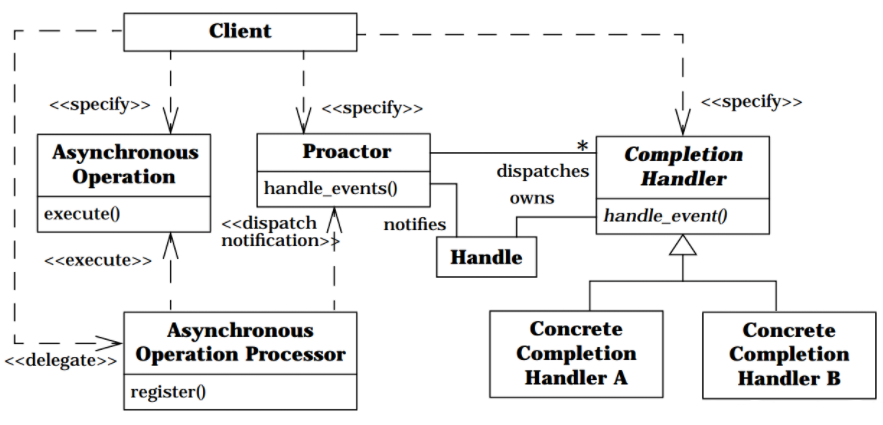 Client
<<specify>>
<<specify>>
<<specify>>
Asynchronous
Operation
execute()
Proactor
handle_events()
*
dispatches
owns
Completion
Handler
handle_event()
<<dispatch
notification>>
notifies
Handle
<<execute>>
Asynchronous
Operation Processor
register()
<<delegate>>
Concrete
Completion
Handler A
Concrete
Completion
Handler B